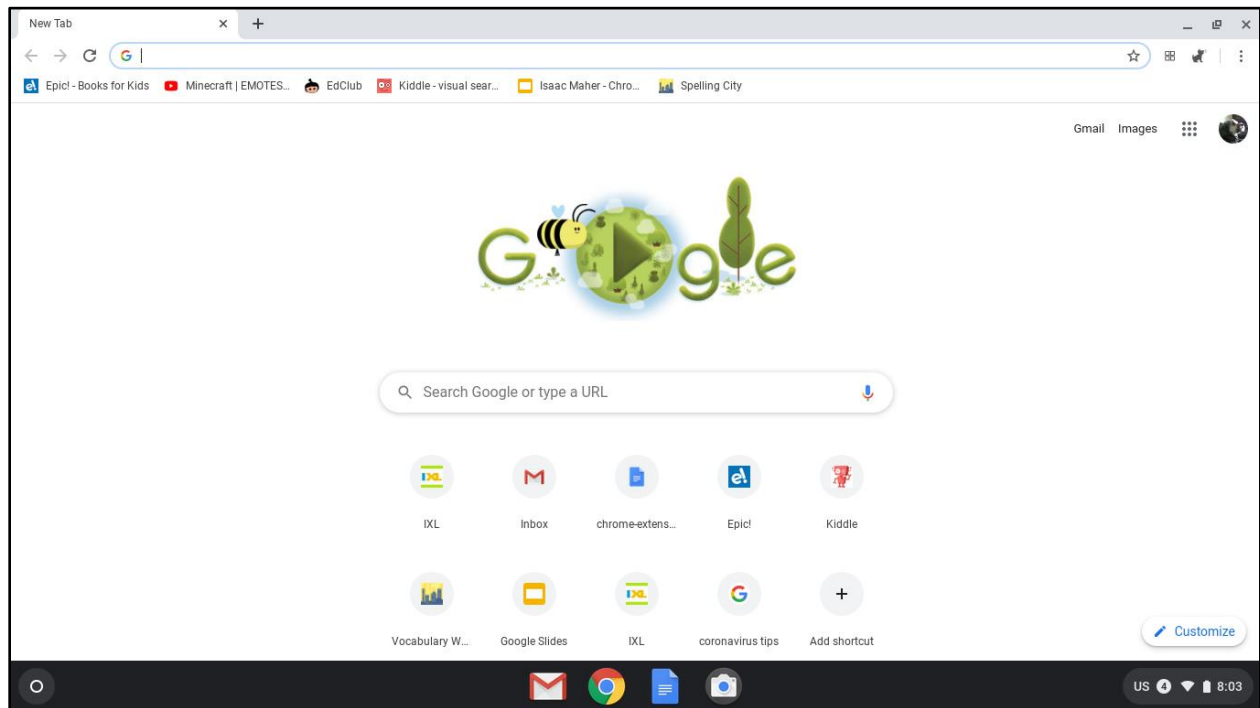 New Tab
Epic! - Books for Kids Minecraft | EMOTES... EdClub Kiddle - visual sear... Isaac Maher - Chro... Spelling City
Gmail Images
Google
Search Google or type a URL
IXL Inbox chrome-extens... Epic! Kiddle
Vocabulary W... Google Slides IXL coronavirus tips Add shortcut
Customize
US 4 8:03